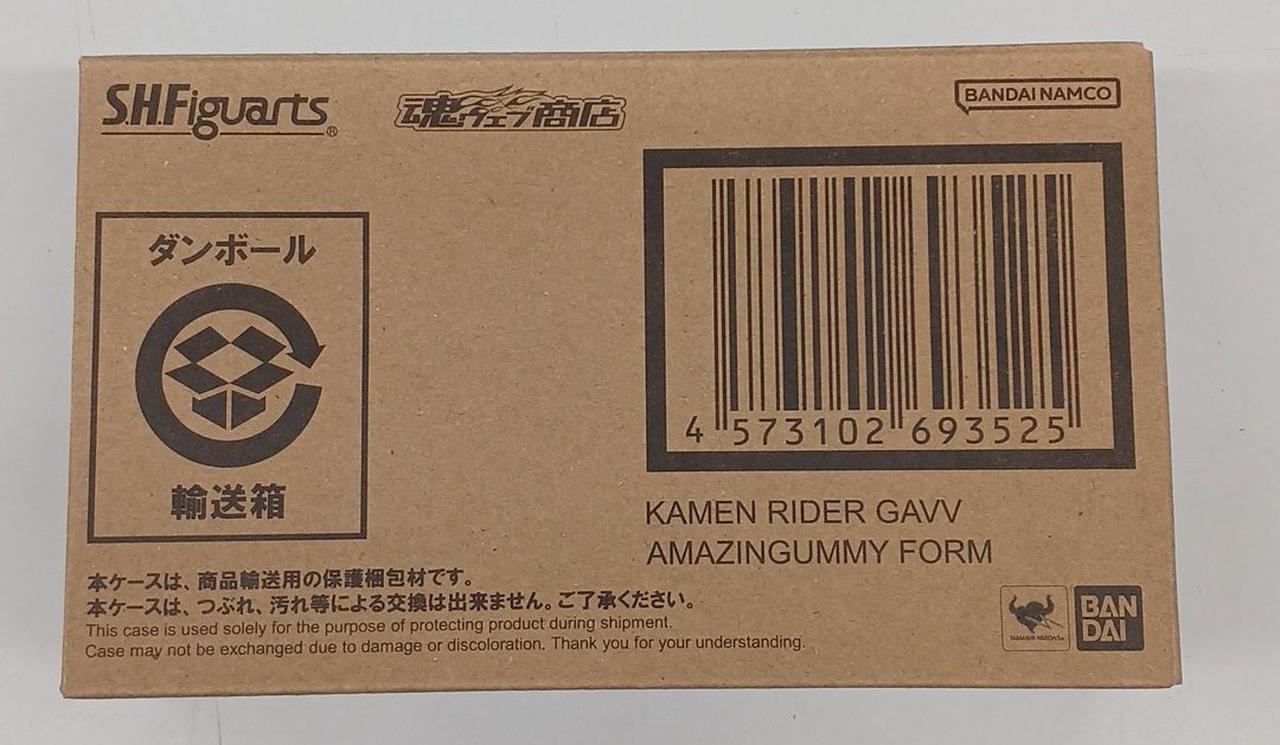 S.H.Figuarts®
魂ウェブ商店
BANDAI NAMCO
ダンボール
輸送箱
4 573102 693525
KAMEN RIDER GAVV
AMAZINGUMMY FORM
本ケースは、商品輸送用の保護梱包材です。
本ケースは、つぶれ、汚れ等による交換は出来ません。ご了承ください。
This case is used solely for the purpose of protecting product during shipment.
Case may not be exchanged due to damage or discoloration. Thank you for your understanding.
TAMASHII NATIONS
BAN
DAI